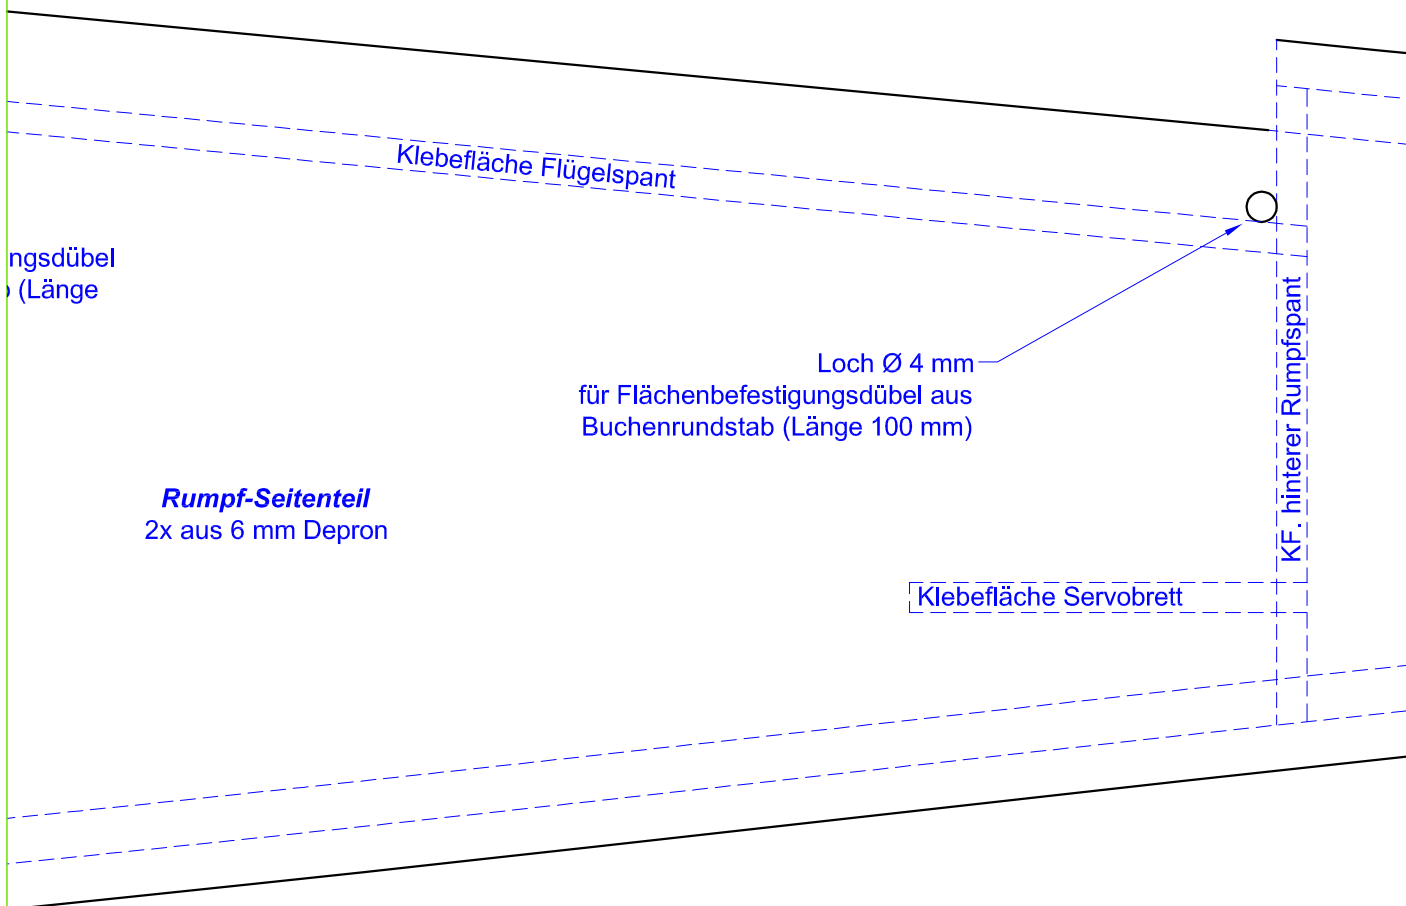 Klebefläche Flügelspant
ngsdübel
(Länge
Loch Ø 4 mm
für Flächenbefestigungsdübel aus
Buchenrundstab (Länge 100 mm)
KF. hinterer Rumpfspant
Rumpf-Seitenteil
2x aus 6 mm Depron
Klebefläche Servobrett